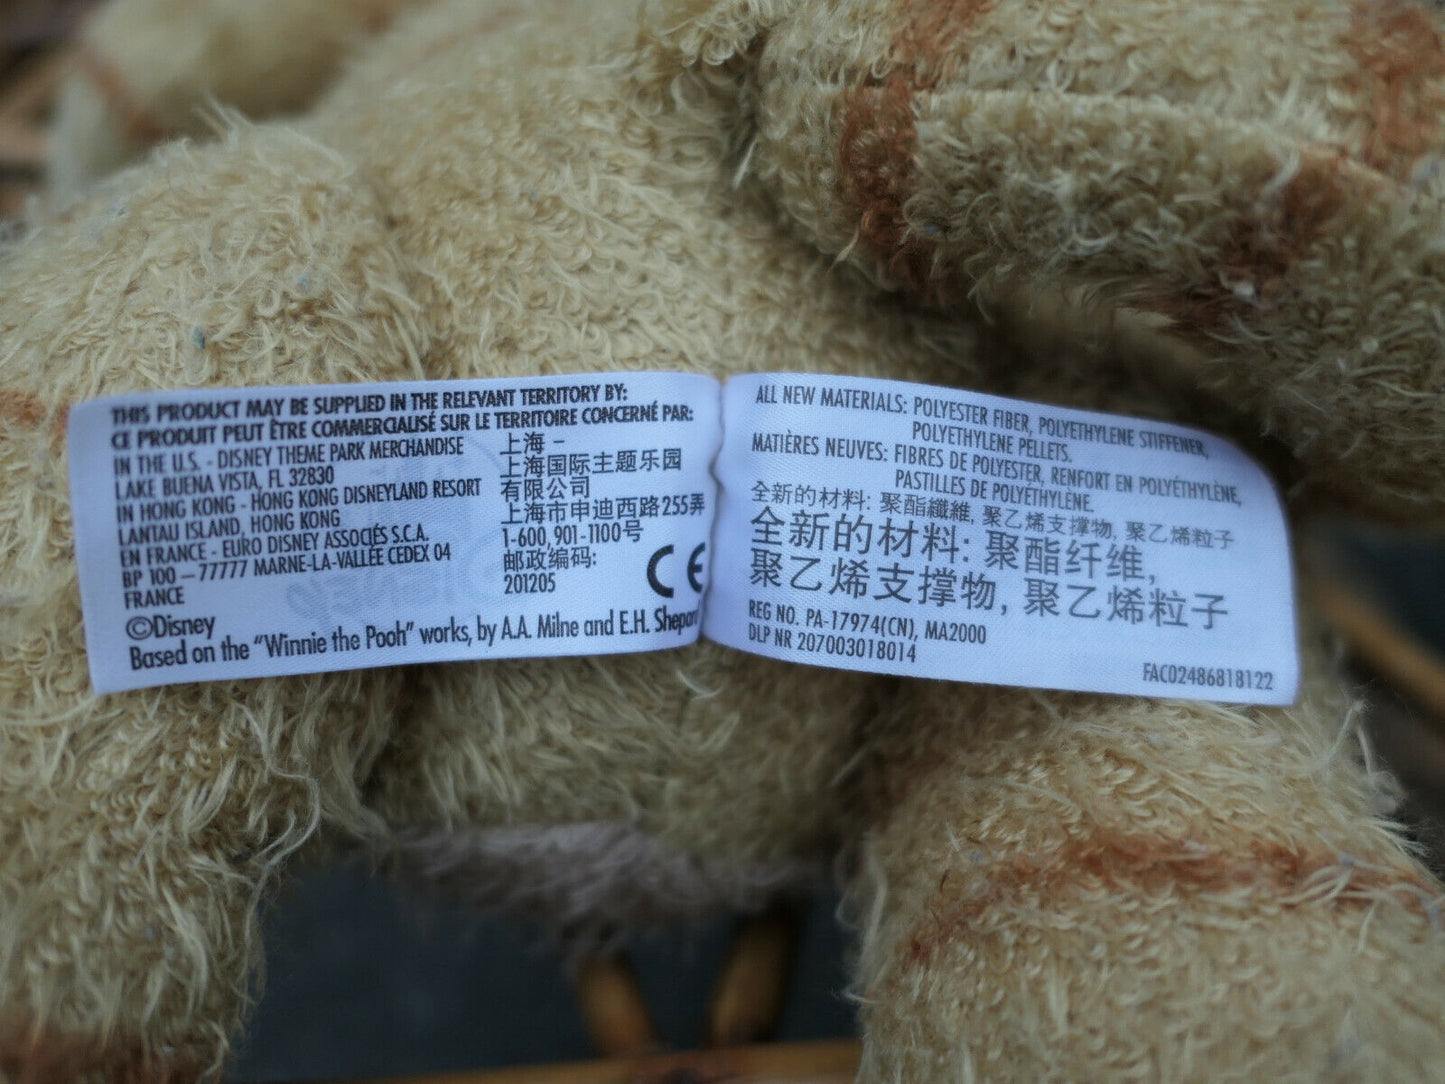 THIS PRODUCT MAY BE SUPPLIED IN THE RELEVANT TERRITORY BY:
CE PRODUIT PEUT ÊTRE COMMERCIALISÉ SUR LE TERRITOIRE CONCERNÉ PAR:
IN THE U.S. - DISNEY THEME PARK MERCHANDISE
LAKE BUENA VISTA, FL 32830
IN HONG KONG - HONG KONG DISNEYLAND RESORT
LANTAU ISLAND, HONG KONG
EN FRANCE - EURO DISNEY ASSOCIÉS S.C.A.
BP 100 – 77777 MARNE-LA-VALLÉE CEDEX 04
FRANCE
上海 –
上海国际主题乐园
有限公司
上海市申迪西路255弄
1-600, 901-1100号
邮政编码:
201205
CE
©Disney
Based on the "Winnie the Pooh" works, by A.A. Milne and E.H. Shepar
ALL NEW MATERIALS: POLYESTER FIBER, POLYETHYLENE STIFFENER,
POLYETHYLENE PELLETS.
MATIÈRES NEUVES: FIBRES DE POLYESTER, RENFORT EN POLYÉTHYLÈNE,
PASTILLES DE POLYÉTHYLÈNE.
全新的材料: 聚酯纖維, 聚乙烯支撐物, 聚乙烯粒子
全新的材料: 聚酯纤维,
聚乙烯支撑物, 聚乙烯粒子
REG NO. PA-17974(CN), MA2000
DLP NR 207003018014
FAC02486818122